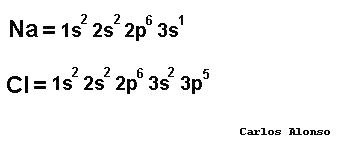 Na = 1s² 2s² 2p⁶ 3s¹
Cl = 1s² 2s² 2p⁶ 3s² 3p⁵
Carlos Alonso